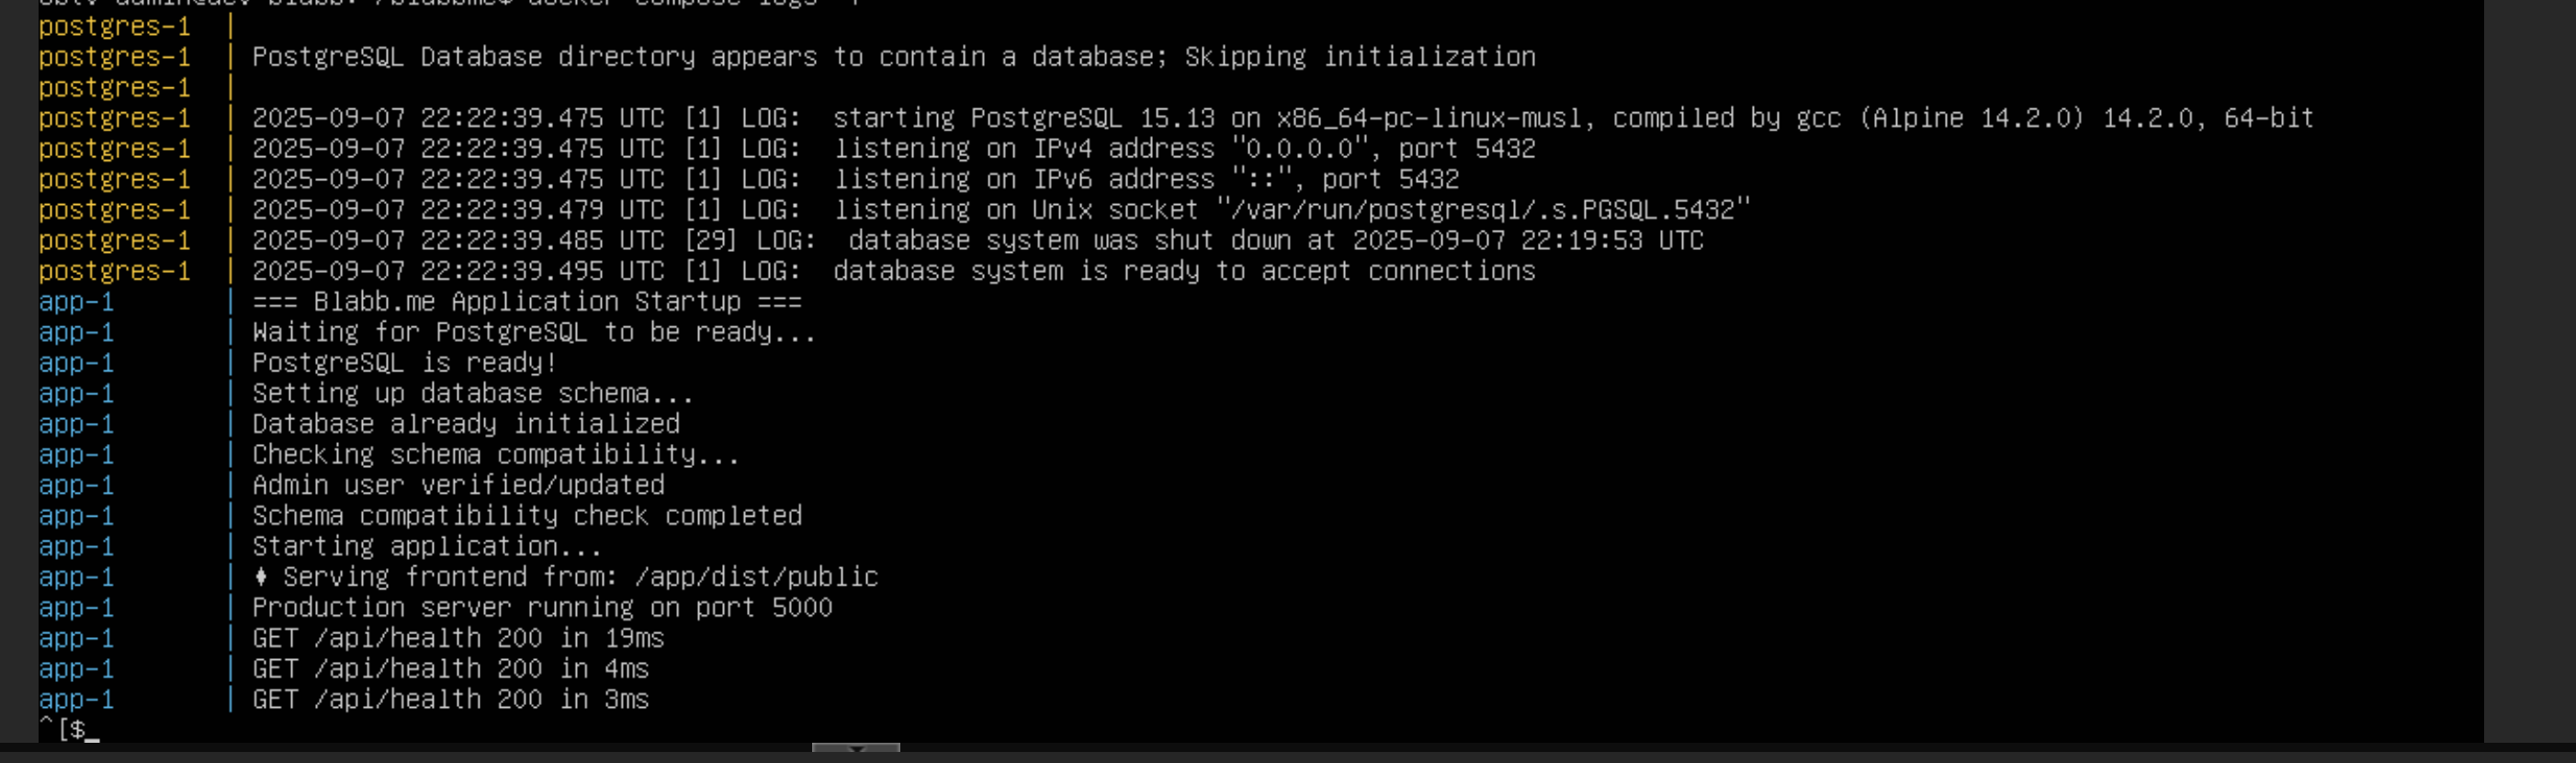 postgres-1 |
postgres-1 | PostgreSQL Database directory appears to contain a database; Skipping initialization
postgres-1 |
postgres-1 | 2025-09-07 22:22:39.475 UTC [1] LOG:  starting PostgreSQL 15.13 on x86_64-pc-linux-musl, compiled by gcc (Alpine 14.2.0) 14.2.0, 64-bit
postgres-1 | 2025-09-07 22:22:39.475 UTC [1] LOG:  listening on IPv4 address "0.0.0.0", port 5432
postgres-1 | 2025-09-07 22:22:39.475 UTC [1] LOG:  listening on IPv6 address "::", port 5432
postgres-1 | 2025-09-07 22:22:39.479 UTC [1] LOG:  listening on Unix socket "/var/run/postgresql/.s.PGSQL.5432"
postgres-1 | 2025-09-07 22:22:39.485 UTC [29] LOG:  database system was shut down at 2025-09-07 22:19:53 UTC
postgres-1 | 2025-09-07 22:22:39.495 UTC [1] LOG:  database system is ready to accept connections
app-1 | === Blabb.me Application Startup ===
app-1 | Waiting for PostgreSQL to be ready...
app-1 | PostgreSQL is ready!
app-1 | Setting up database schema...
app-1 | Database already initialized
app-1 | Checking schema compatibility...
app-1 | Admin user verified/updated
app-1 | Schema compatibility check completed
app-1 | Starting application...
app-1 | ♦ Serving frontend from: /app/dist/public
app-1 | Production server running on port 5000
app-1 | GET /api/health 200 in 19ms
app-1 | GET /api/health 200 in 4ms
app-1 | GET /api/health 200 in 3ms
^[$_